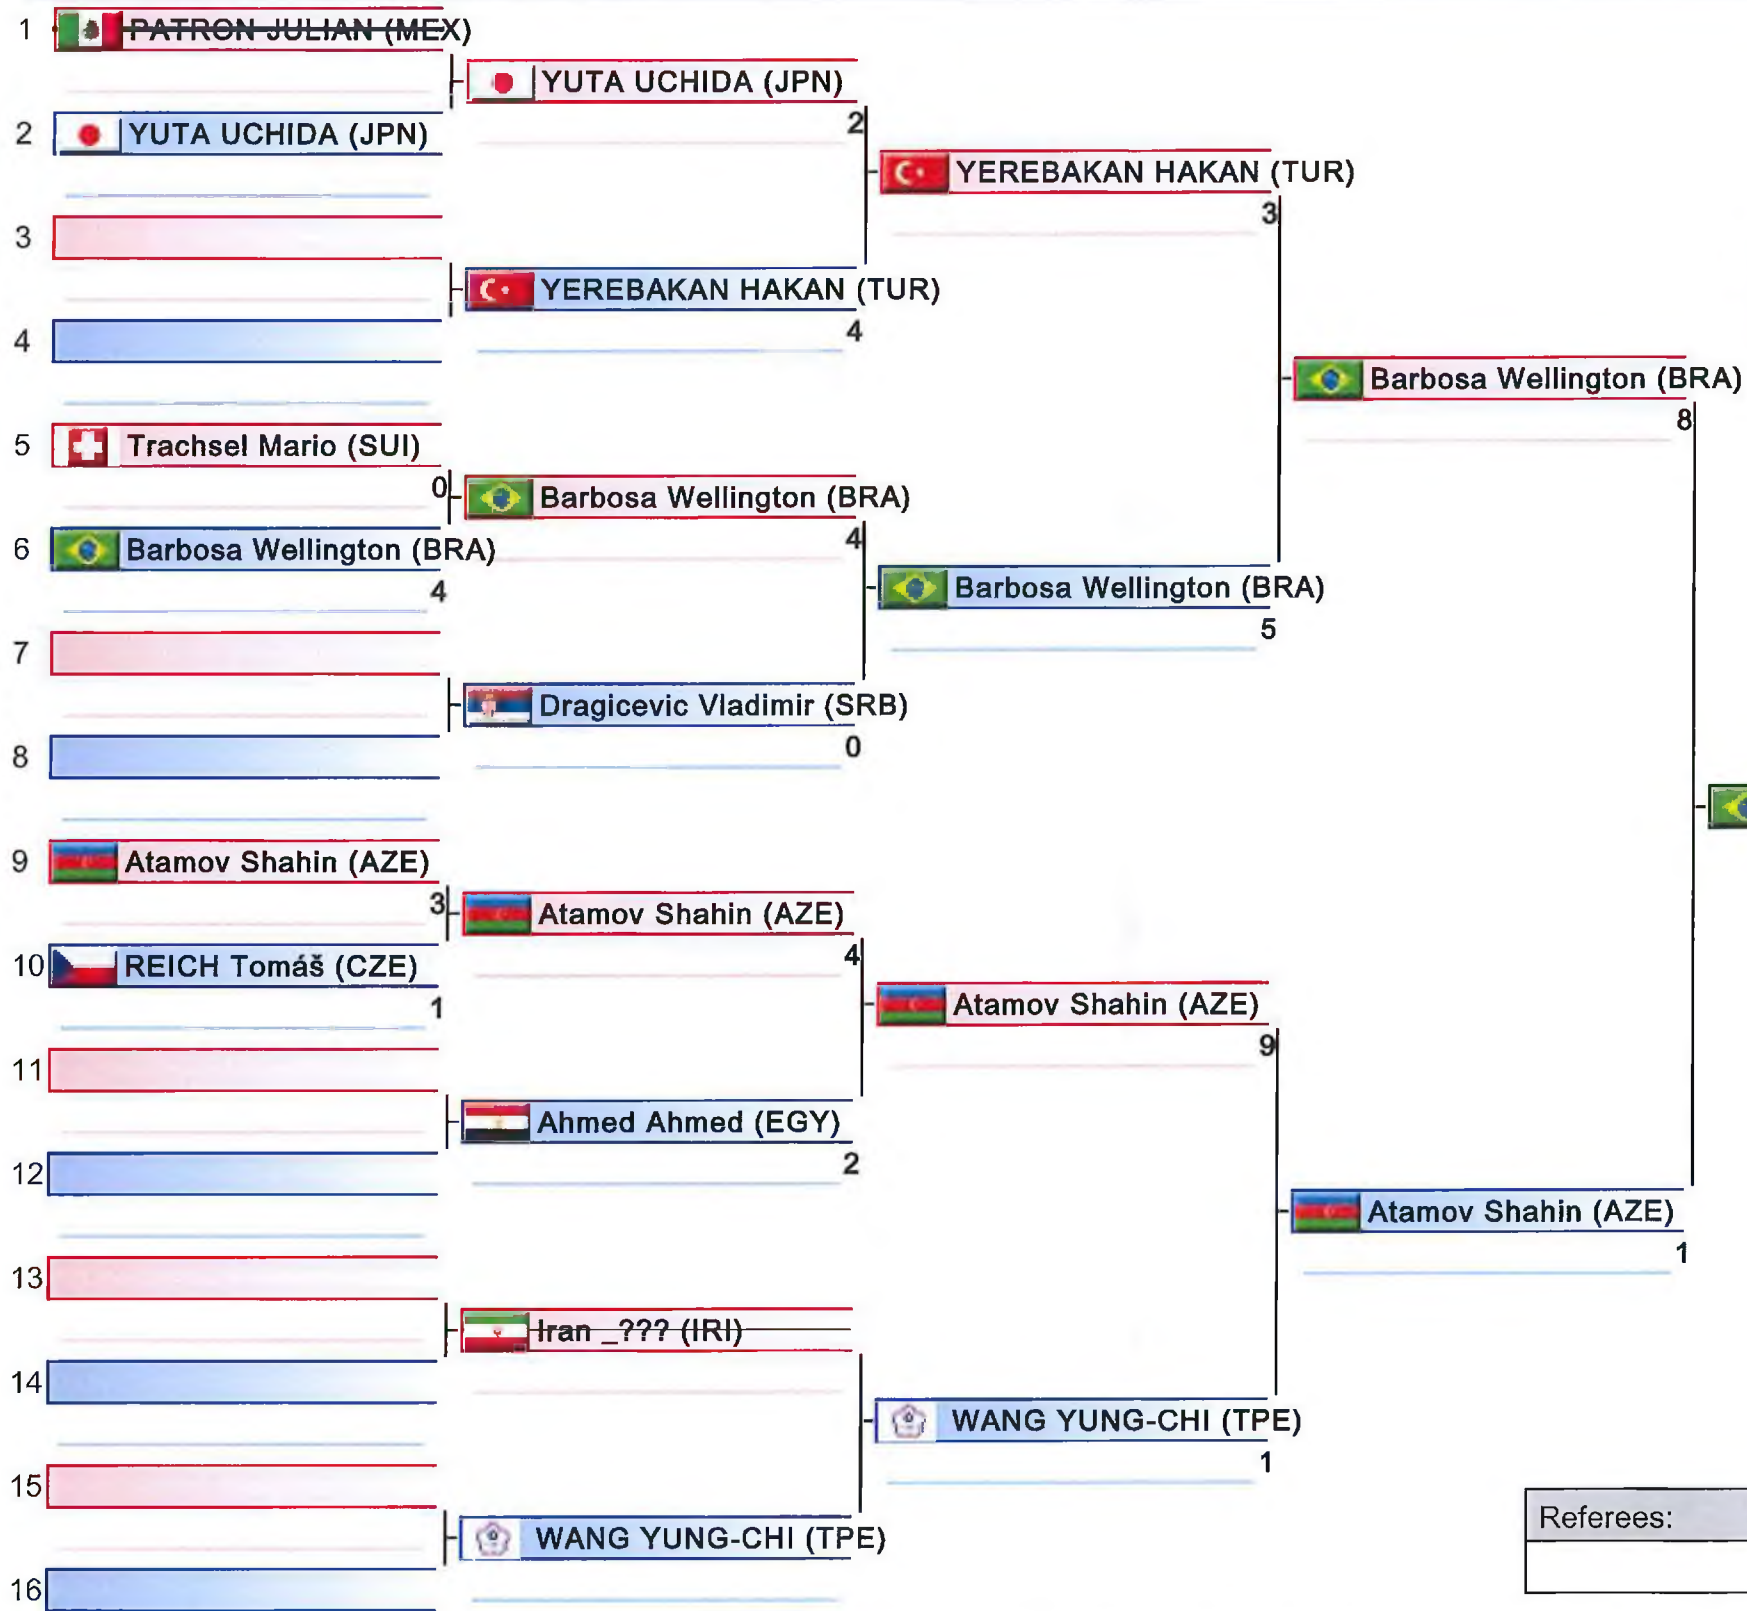 1 PATRON JULIAN (MEX)
YUTA UCHIDA (JPN)
2
2 YUTA UCHIDA (JPN)
YEREBAKAN HAKAN (TUR)
3
3
YEREBAKAN HAKAN (TUR)
4
4
Barbosa Wellington (BRA)
8
5 Trachsel Mario (SUI)
0
Barbosa Wellington (BRA)
4
6 Barbosa Wellington (BRA)
4
Barbosa Wellington (BRA)
5
7
Dragicevic Vladimir (SRB)
0
8
9 Atamov Shahin (AZE)
3
Atamov Shahin (AZE)
4
10 REICH Tomáš (CZE)
1
Atamov Shahin (AZE)
9
11
Ahmed Ahmed (EGY)
2
12
Atamov Shahin (AZE)
1
13
Iran _??? (IRI)
14
WANG YUNG-CHI (TPE)
1
15
Referees:
WANG YUNG-CHI (TPE)
16